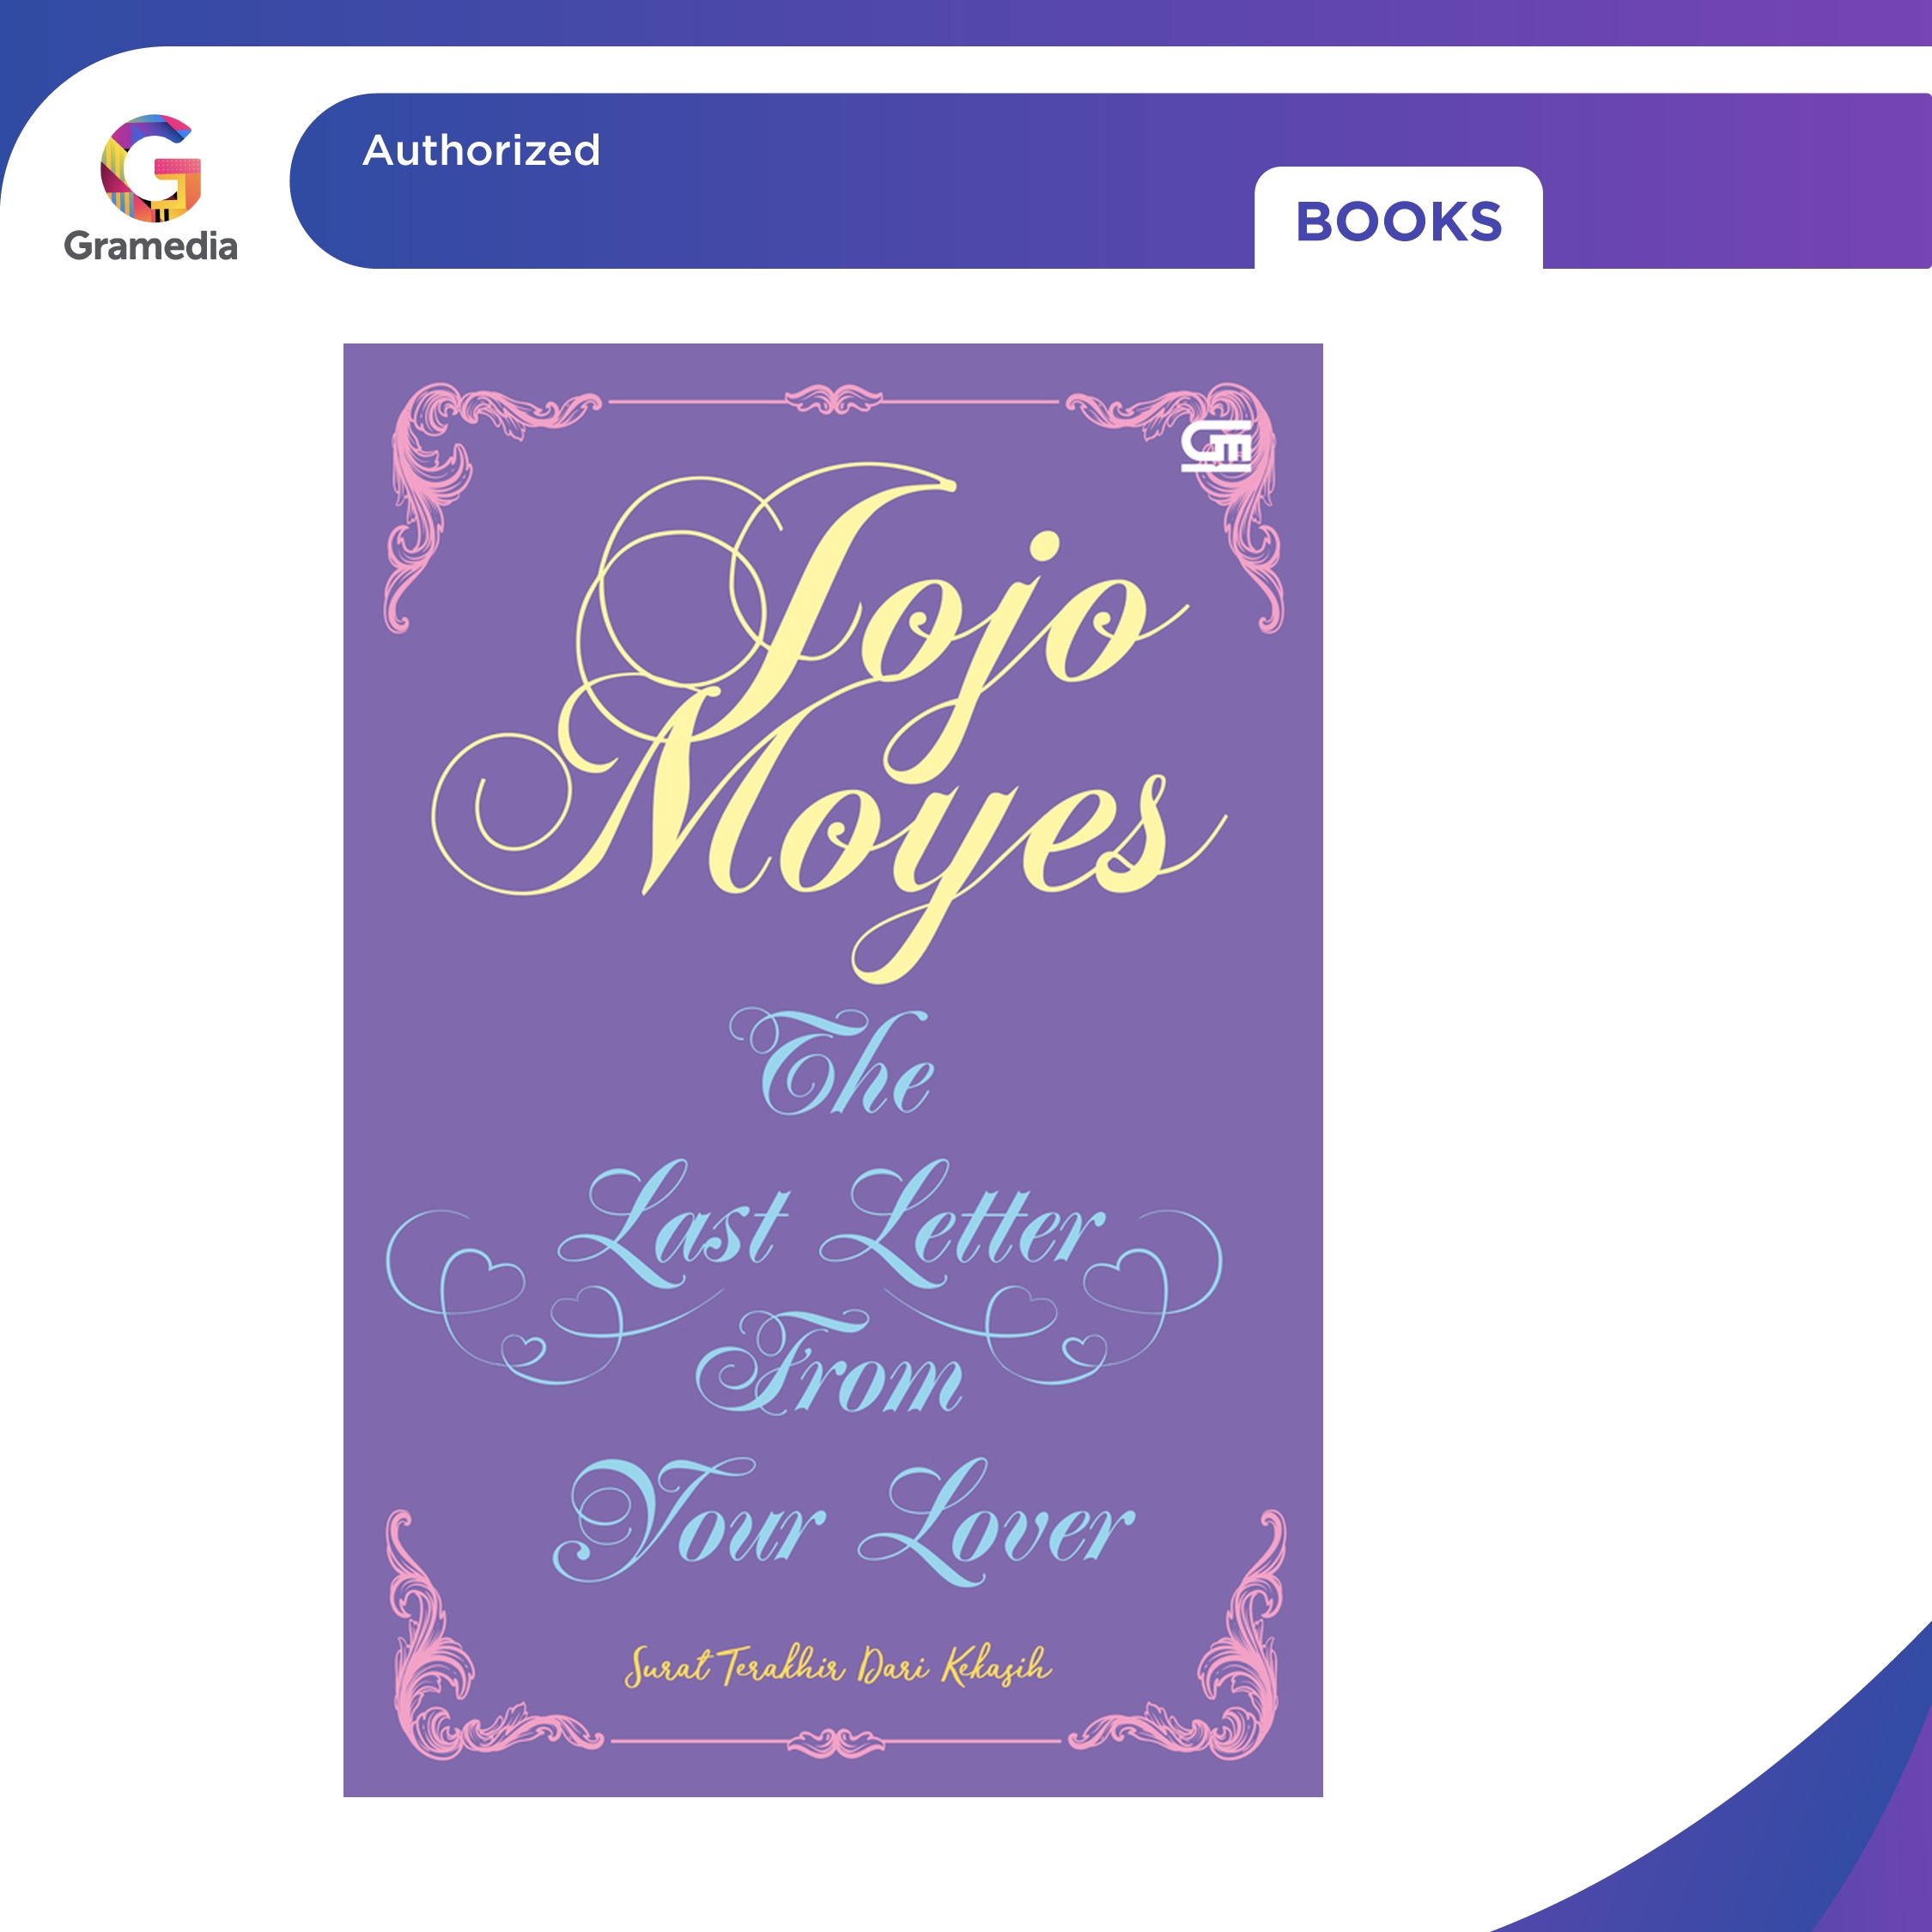 Gramedia
Authorized
BOOKS
Jojo
Moyes
The
Last Letter
From
Your Lover
Surat Terakhir Dari Kekasih